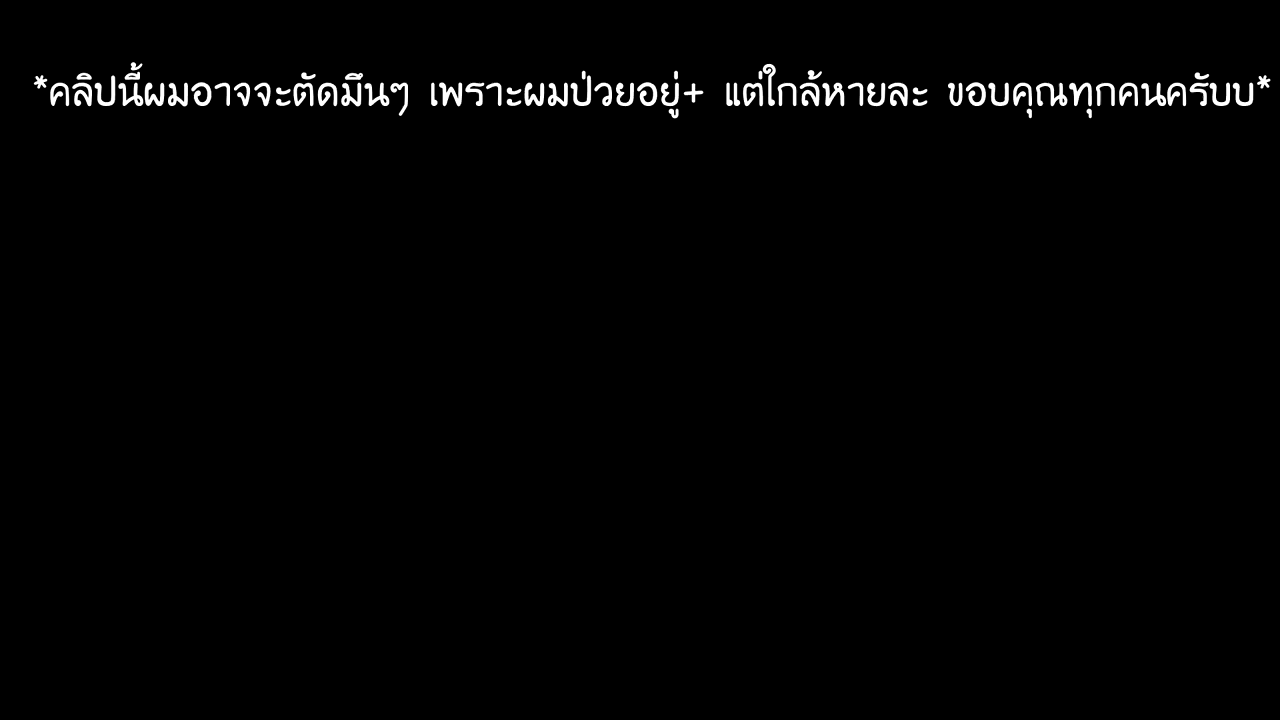 *คลิปนี้ผมอาจจะตัดมึนๆ เพราะผมป่วยอยู่+ แต่ใกล้หายละ ขอบคุณทุกคนครับบ*